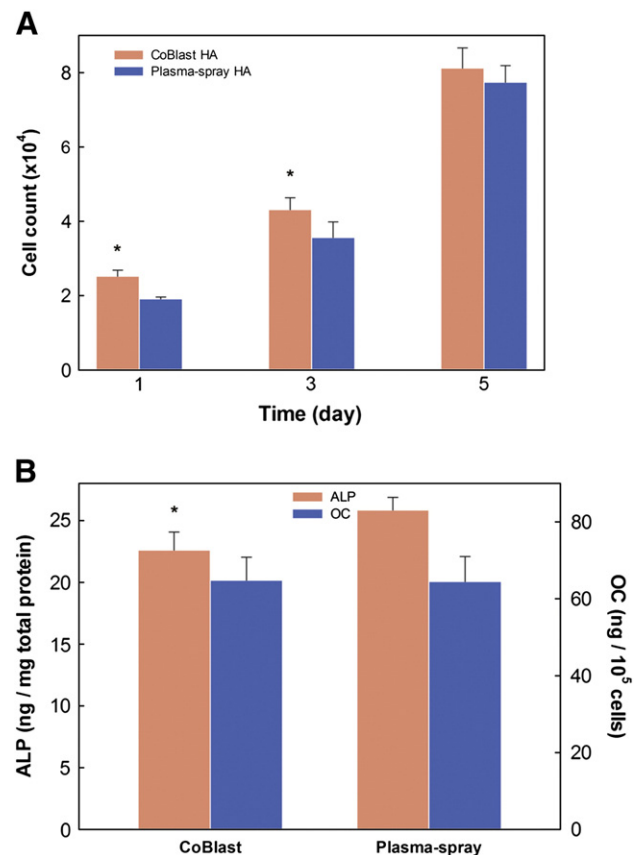 A
CoBlast HA
Plasma-spray HA
Cell count (x10⁴)
8
6
4
2
0
*
*
1
3
5
Time (day)
B
ALP
OC
ALP (ng / mg total protein)
25
20
15
10
5
0
*
80
60
40
20
0
OC (ng / 10⁵ cells)
CoBlast
Plasma-spray